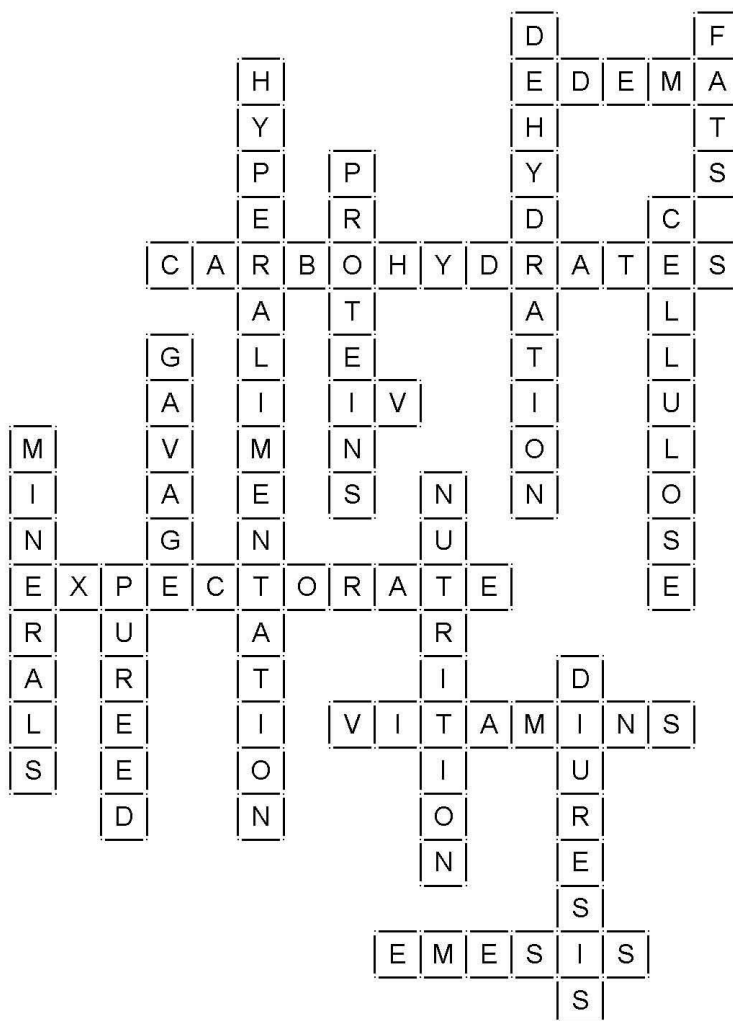 DEHYDRATION
FATS
HYPERALIMENTATION
EDEMA
PROTEINS
CELLULOSE
CARBOHYDRATES
GAVAGE
IV
MINERALS
NUTRITION
EXPECTORATE
PUREED
DIURESIS
VITAMINS
EMESIS